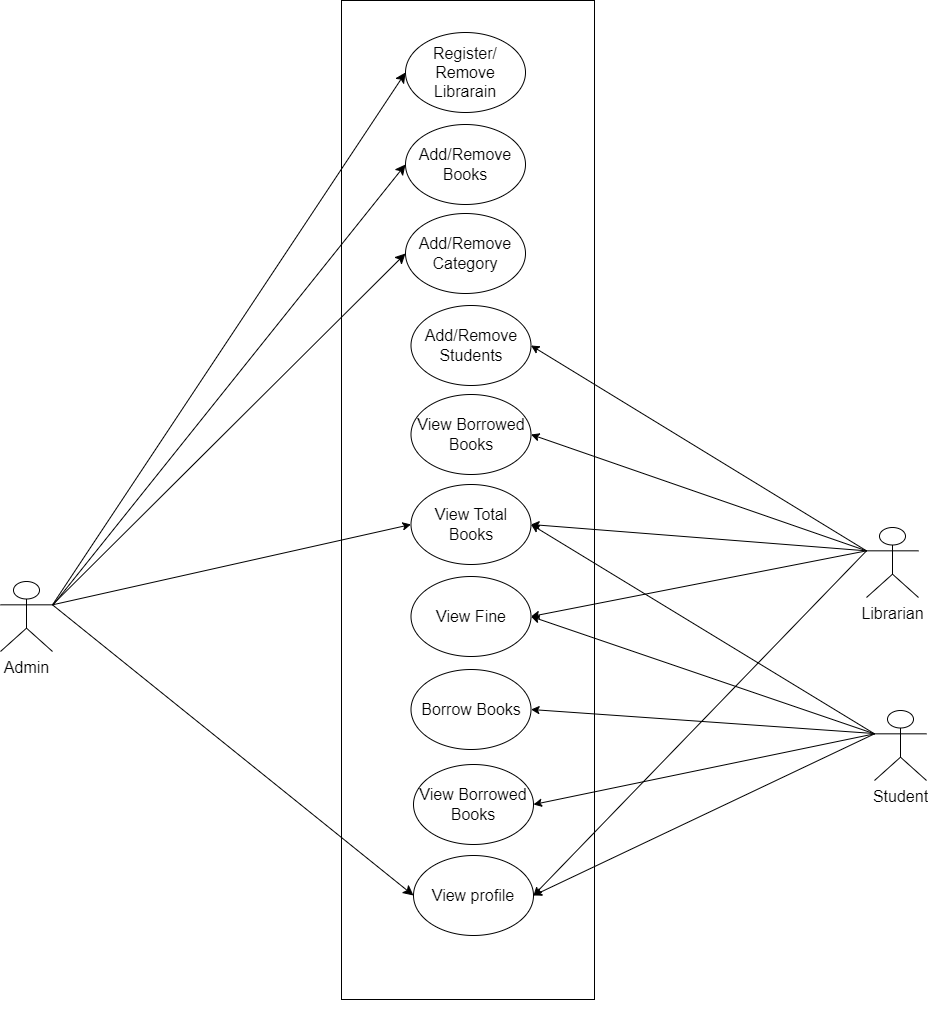 Register/
Remove
Librarain
Add/Remove
Books
Add/Remove
Category
Add/Remove
Students
View Borrowed
Books
View Total
Books
View Fine
Borrow Books
View Borrowed
Books
View profile
Admin
Librarian
Student